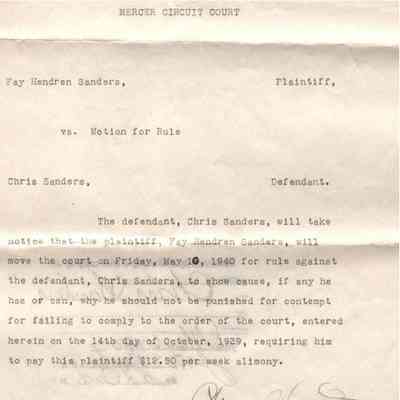 MERCER CIRCUIT COURT
Fay Hendren Sanders, Plaintiff,
vs. Motion for Rule
Chris Sanders, Defendant.
The defendant, Chris Sanders, will take
notice that the plaintiff, Fay Hendren Sanders, will
move the court on Friday, May 10, 1940 for rule against
the defendant, Chris Sanders, to show cause, if any he
has or can, why he should not be punished for contempt
for failing to comply to the order of the court, entered
herein on the 14th day of October, 1939, requiring him
to pay this plaintiff $12.50 per week alimony.